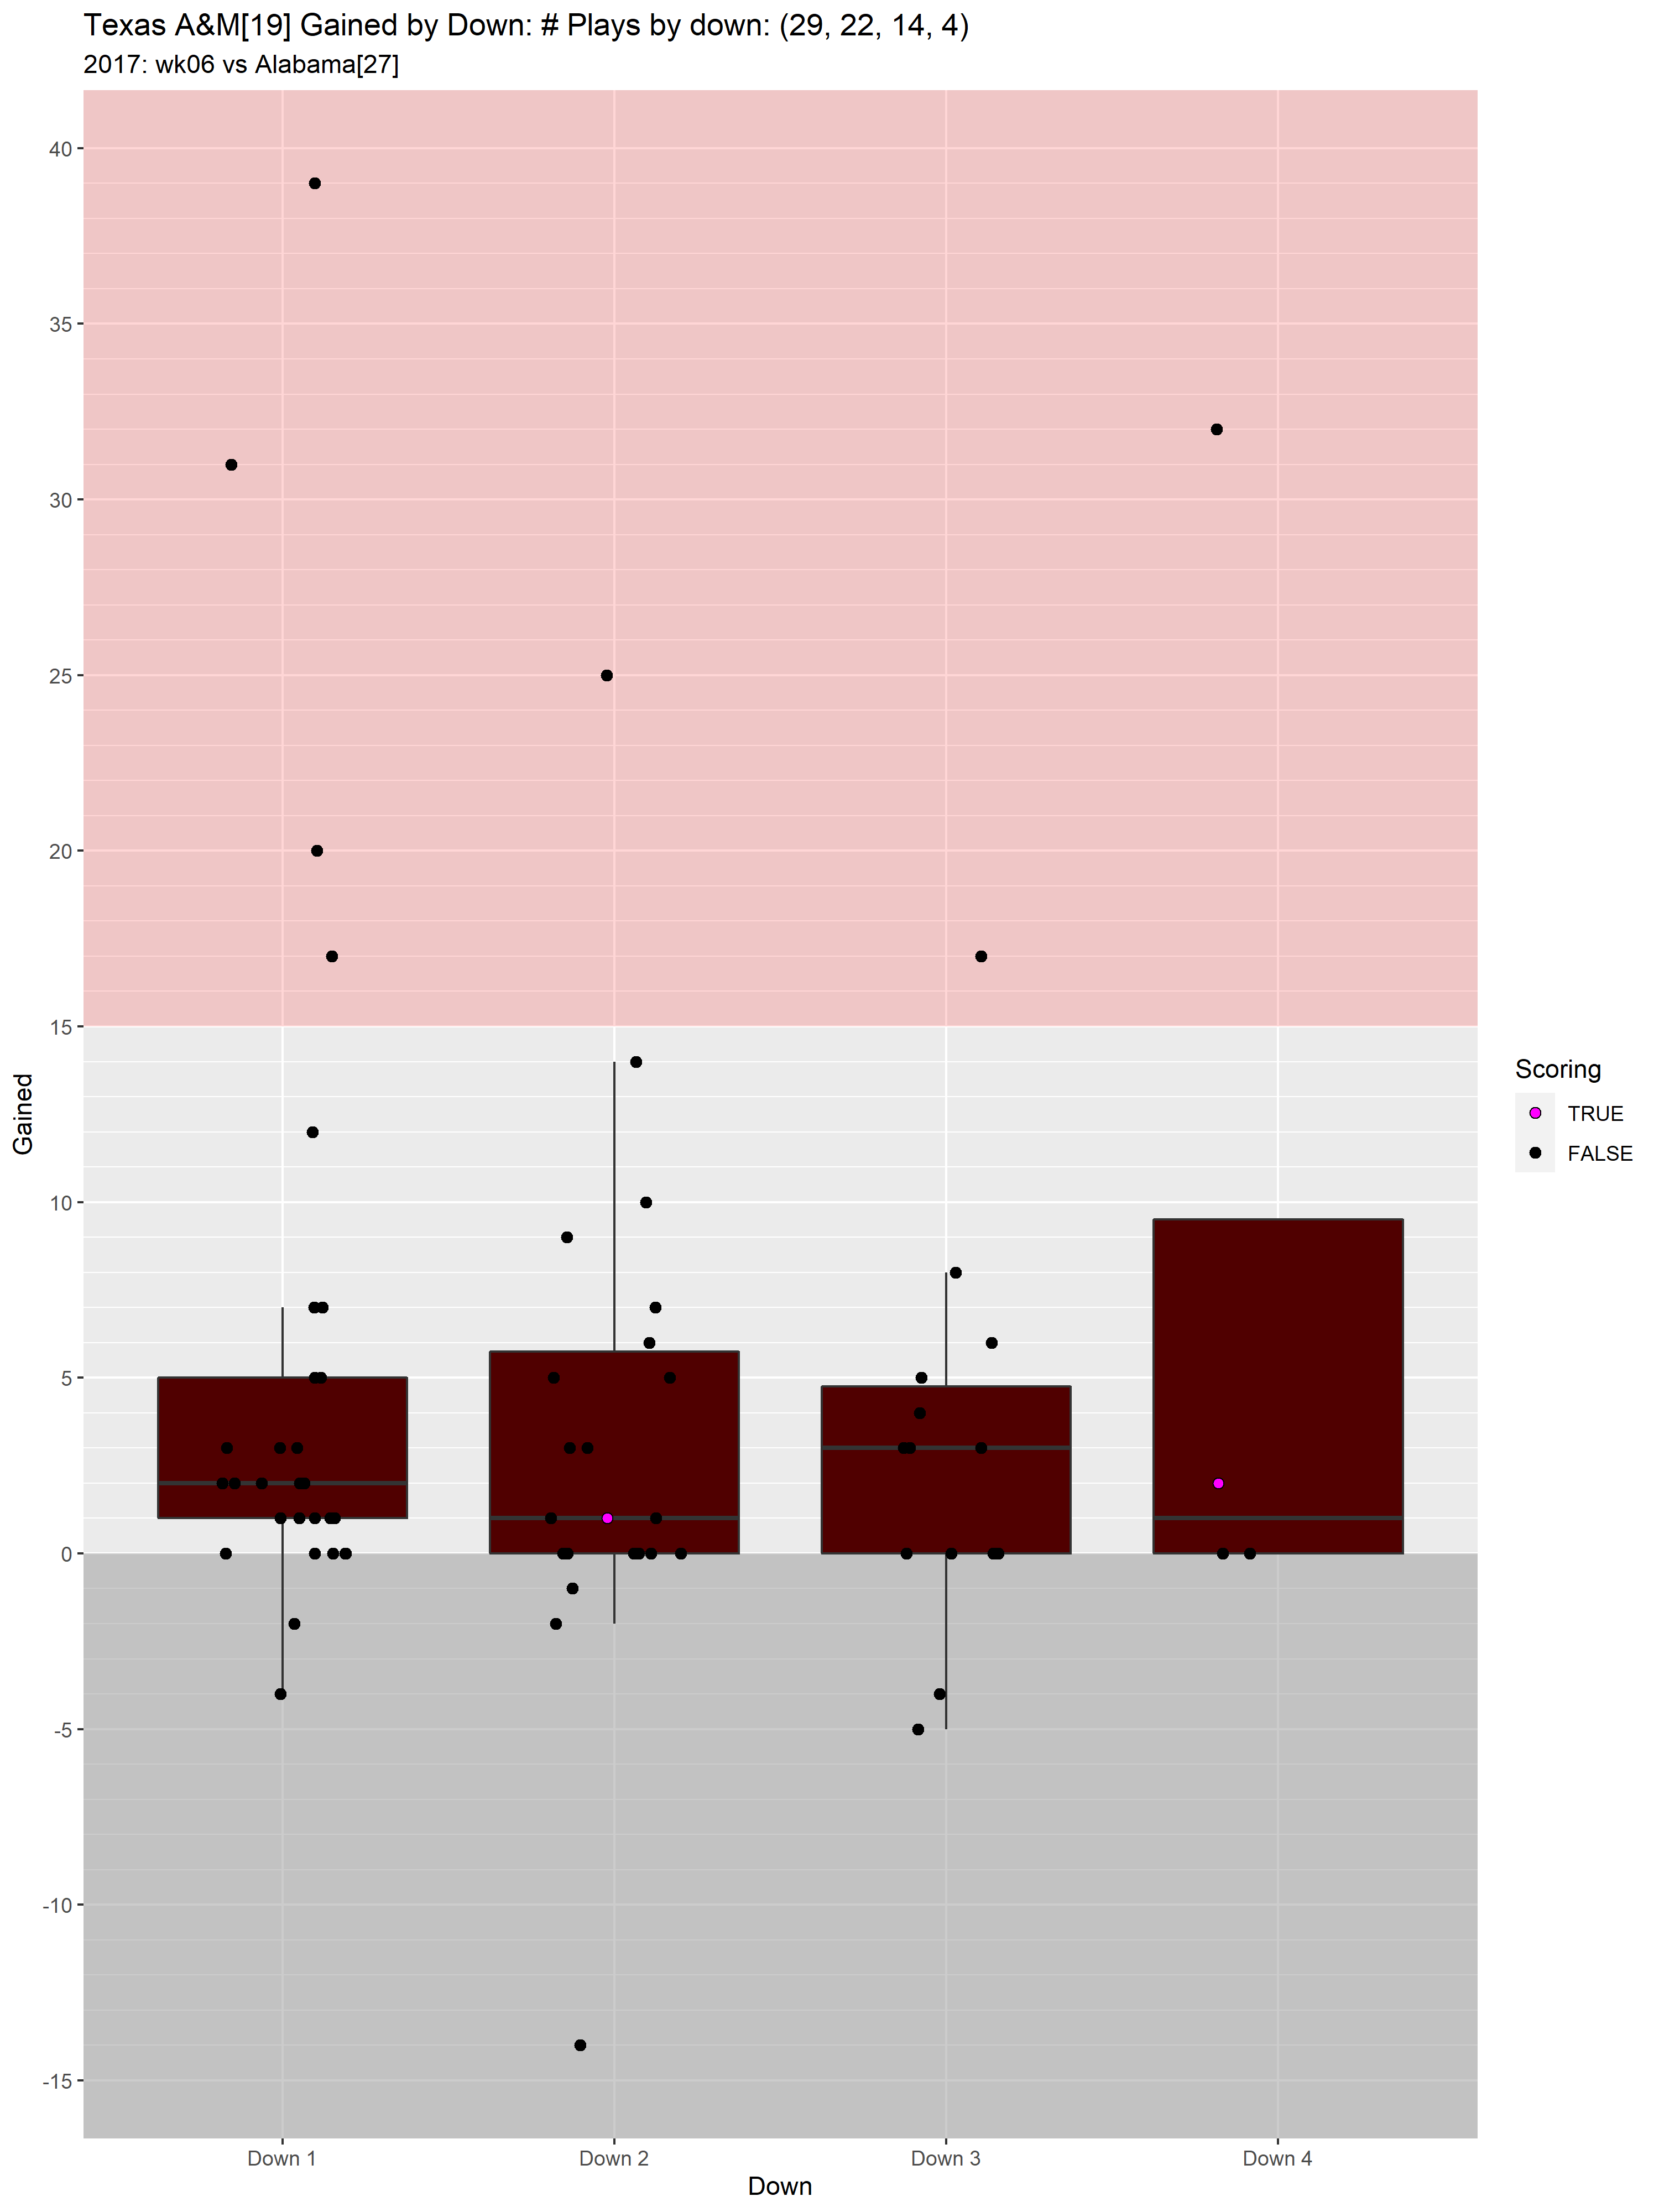 Texas A&M[19] Gained by Down: # Plays by down: (29, 22, 14, 4)
2017: wk06 vs Alabama[27]
40
35
30
25
20
15
10
5
0
-5
-10
-15
Gained
Down 1
Down 2
Down 3
Down 4
Down
Scoring
TRUE
FALSE